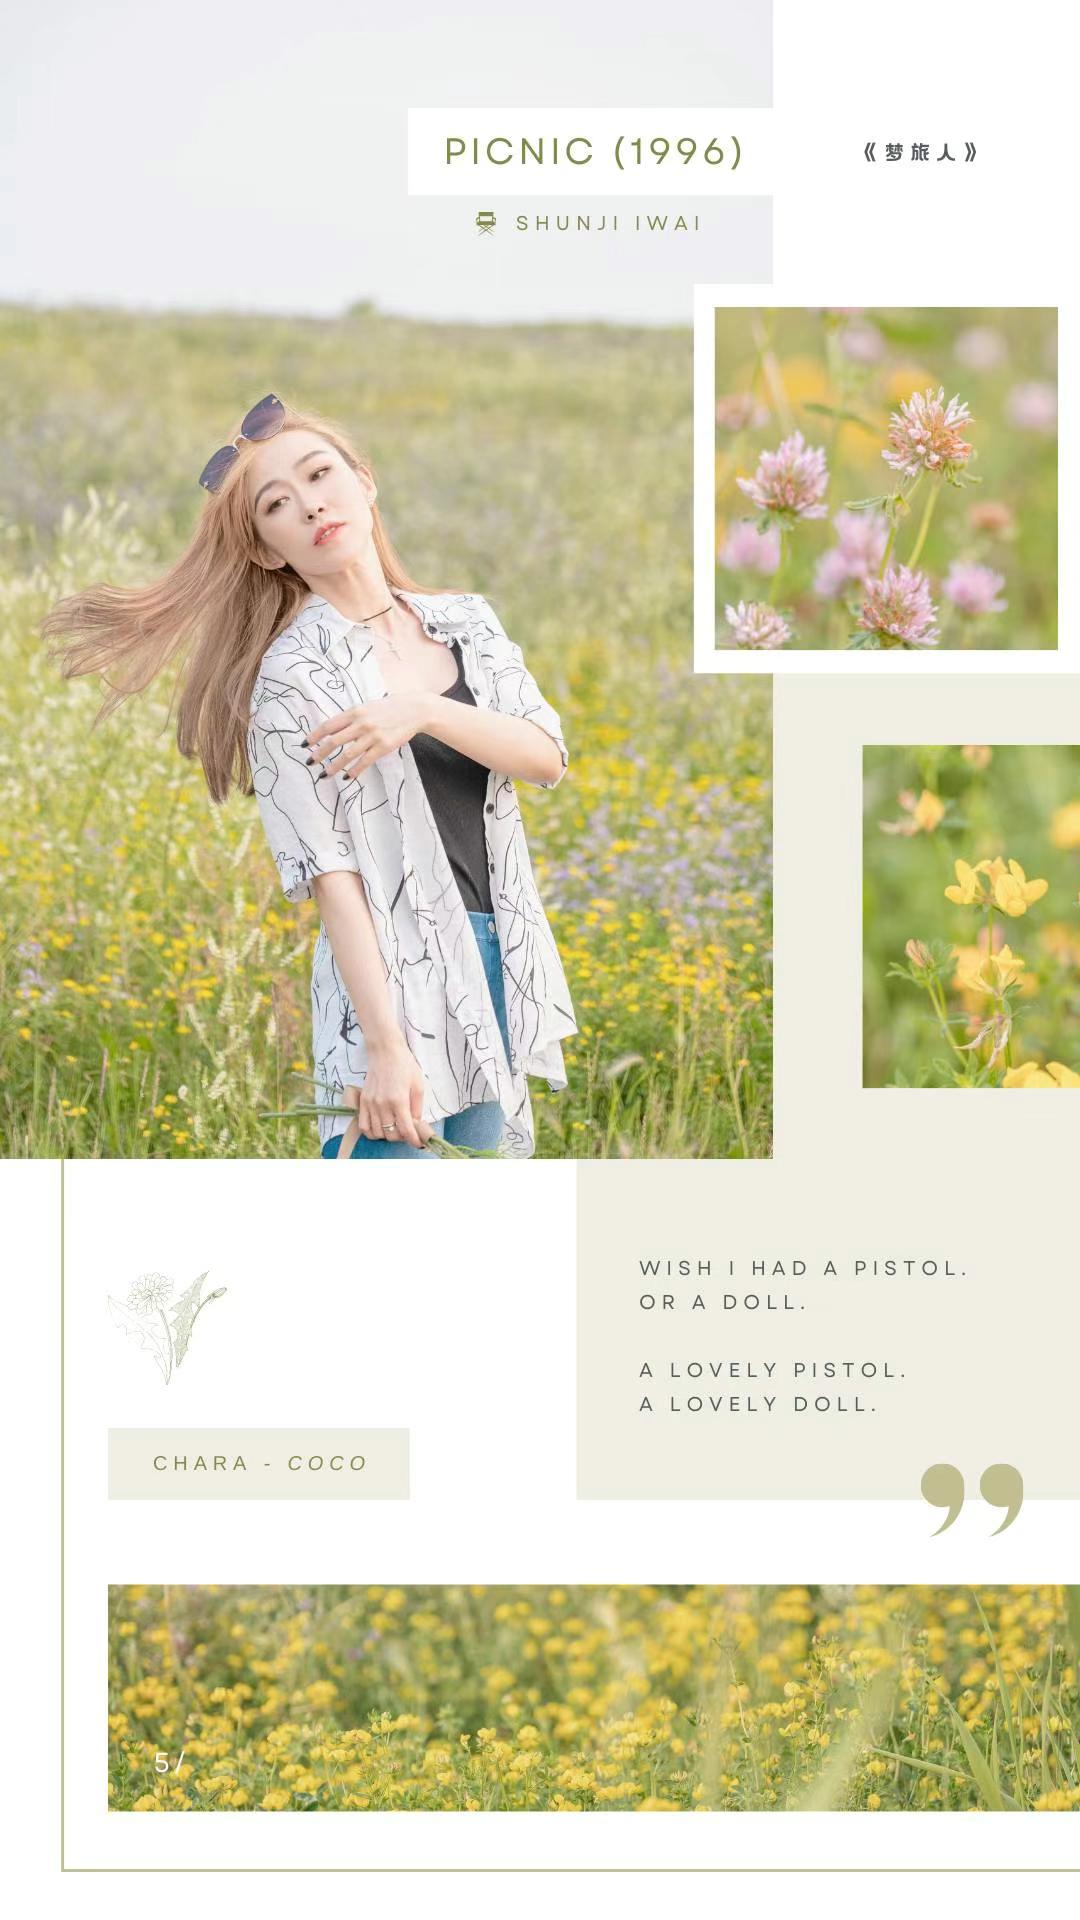 PICNIC (1996)
《梦旅人》
SHUNJI IWAI
WISH I HAD A PISTOL.
OR A DOLL.
A LOVELY PISTOL.
A LOVELY DOLL.
”
CHARA - COCO
5/